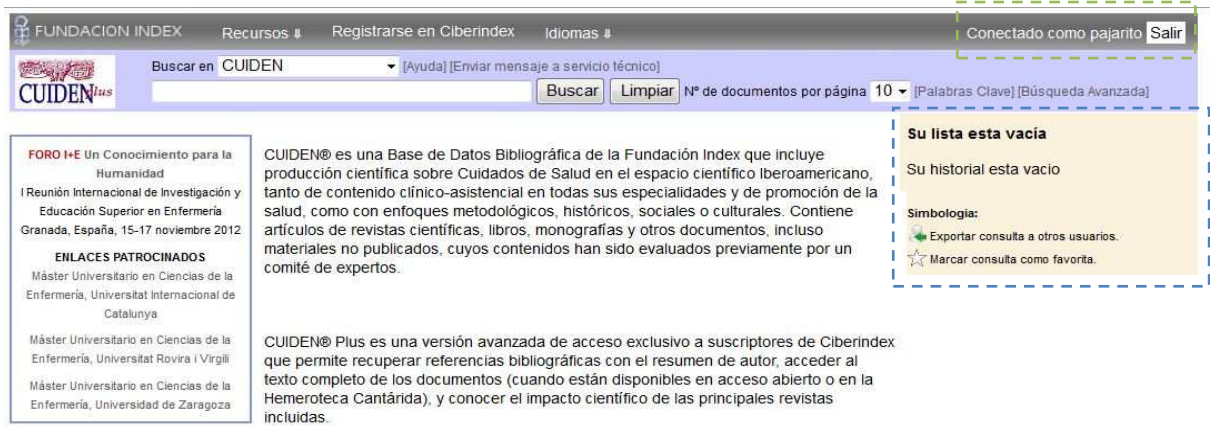 FUNDACION INDEX Recursos Registrarse en Ciberindex Idiomas Conectado como pajarito Salir
CUIDEN plus
Buscar en CUIDEN [Ayuda] [Enviar mensaje a servicio técnico]
Buscar Limpiar Nº de documentos por página 10 [Palabras Clave] [Búsqueda Avanzada]
FORO I+E Un Conocimiento para la
Humanidad
I Reunión Internacional de Investigación y
Educación Superior en Enfermería
Granada, España, 15-17 noviembre 2012
ENLACES PATROCINADOS
Máster Universitario en Ciencias de la
Enfermería, Universitat Internacional de
Catalunya
Máster Universitario en Ciencias de la
Enfermería, Universitat Rovira i Virgili
Máster Universitario en Ciencias de la
Enfermería, Universidad de Zaragoza
CUIDEN® es una Base de Datos Bibliográfica de la Fundación Index que incluye
producción científica sobre Cuidados de Salud en el espacio científico Iberoamericano,
tanto de contenido clínico-asistencial en todas sus especialidades y de promoción de la
salud, como con enfoques metodológicos, históricos, sociales o culturales. Contiene
artículos de revistas científicas, libros, monografías y otros documentos, incluso
materiales no publicados, cuyos contenidos han sido evaluados previamente por un
comité de expertos.
CUIDEN® Plus es una versión avanzada de acceso exclusivo a suscriptores de Ciberindex
que permite recuperar referencias bibliográficas con el resumen de autor, acceder al
texto completo de los documentos (cuando están disponibles en acceso abierto o en la
Hemeroteca Cantárida), y conocer el impacto científico de las principales revistas
incluidas.
Su lista esta vacía
Su historial esta vacio
Simbologia:
Exportar consulta a otros usuarios.
Marcar consulta como favorita.